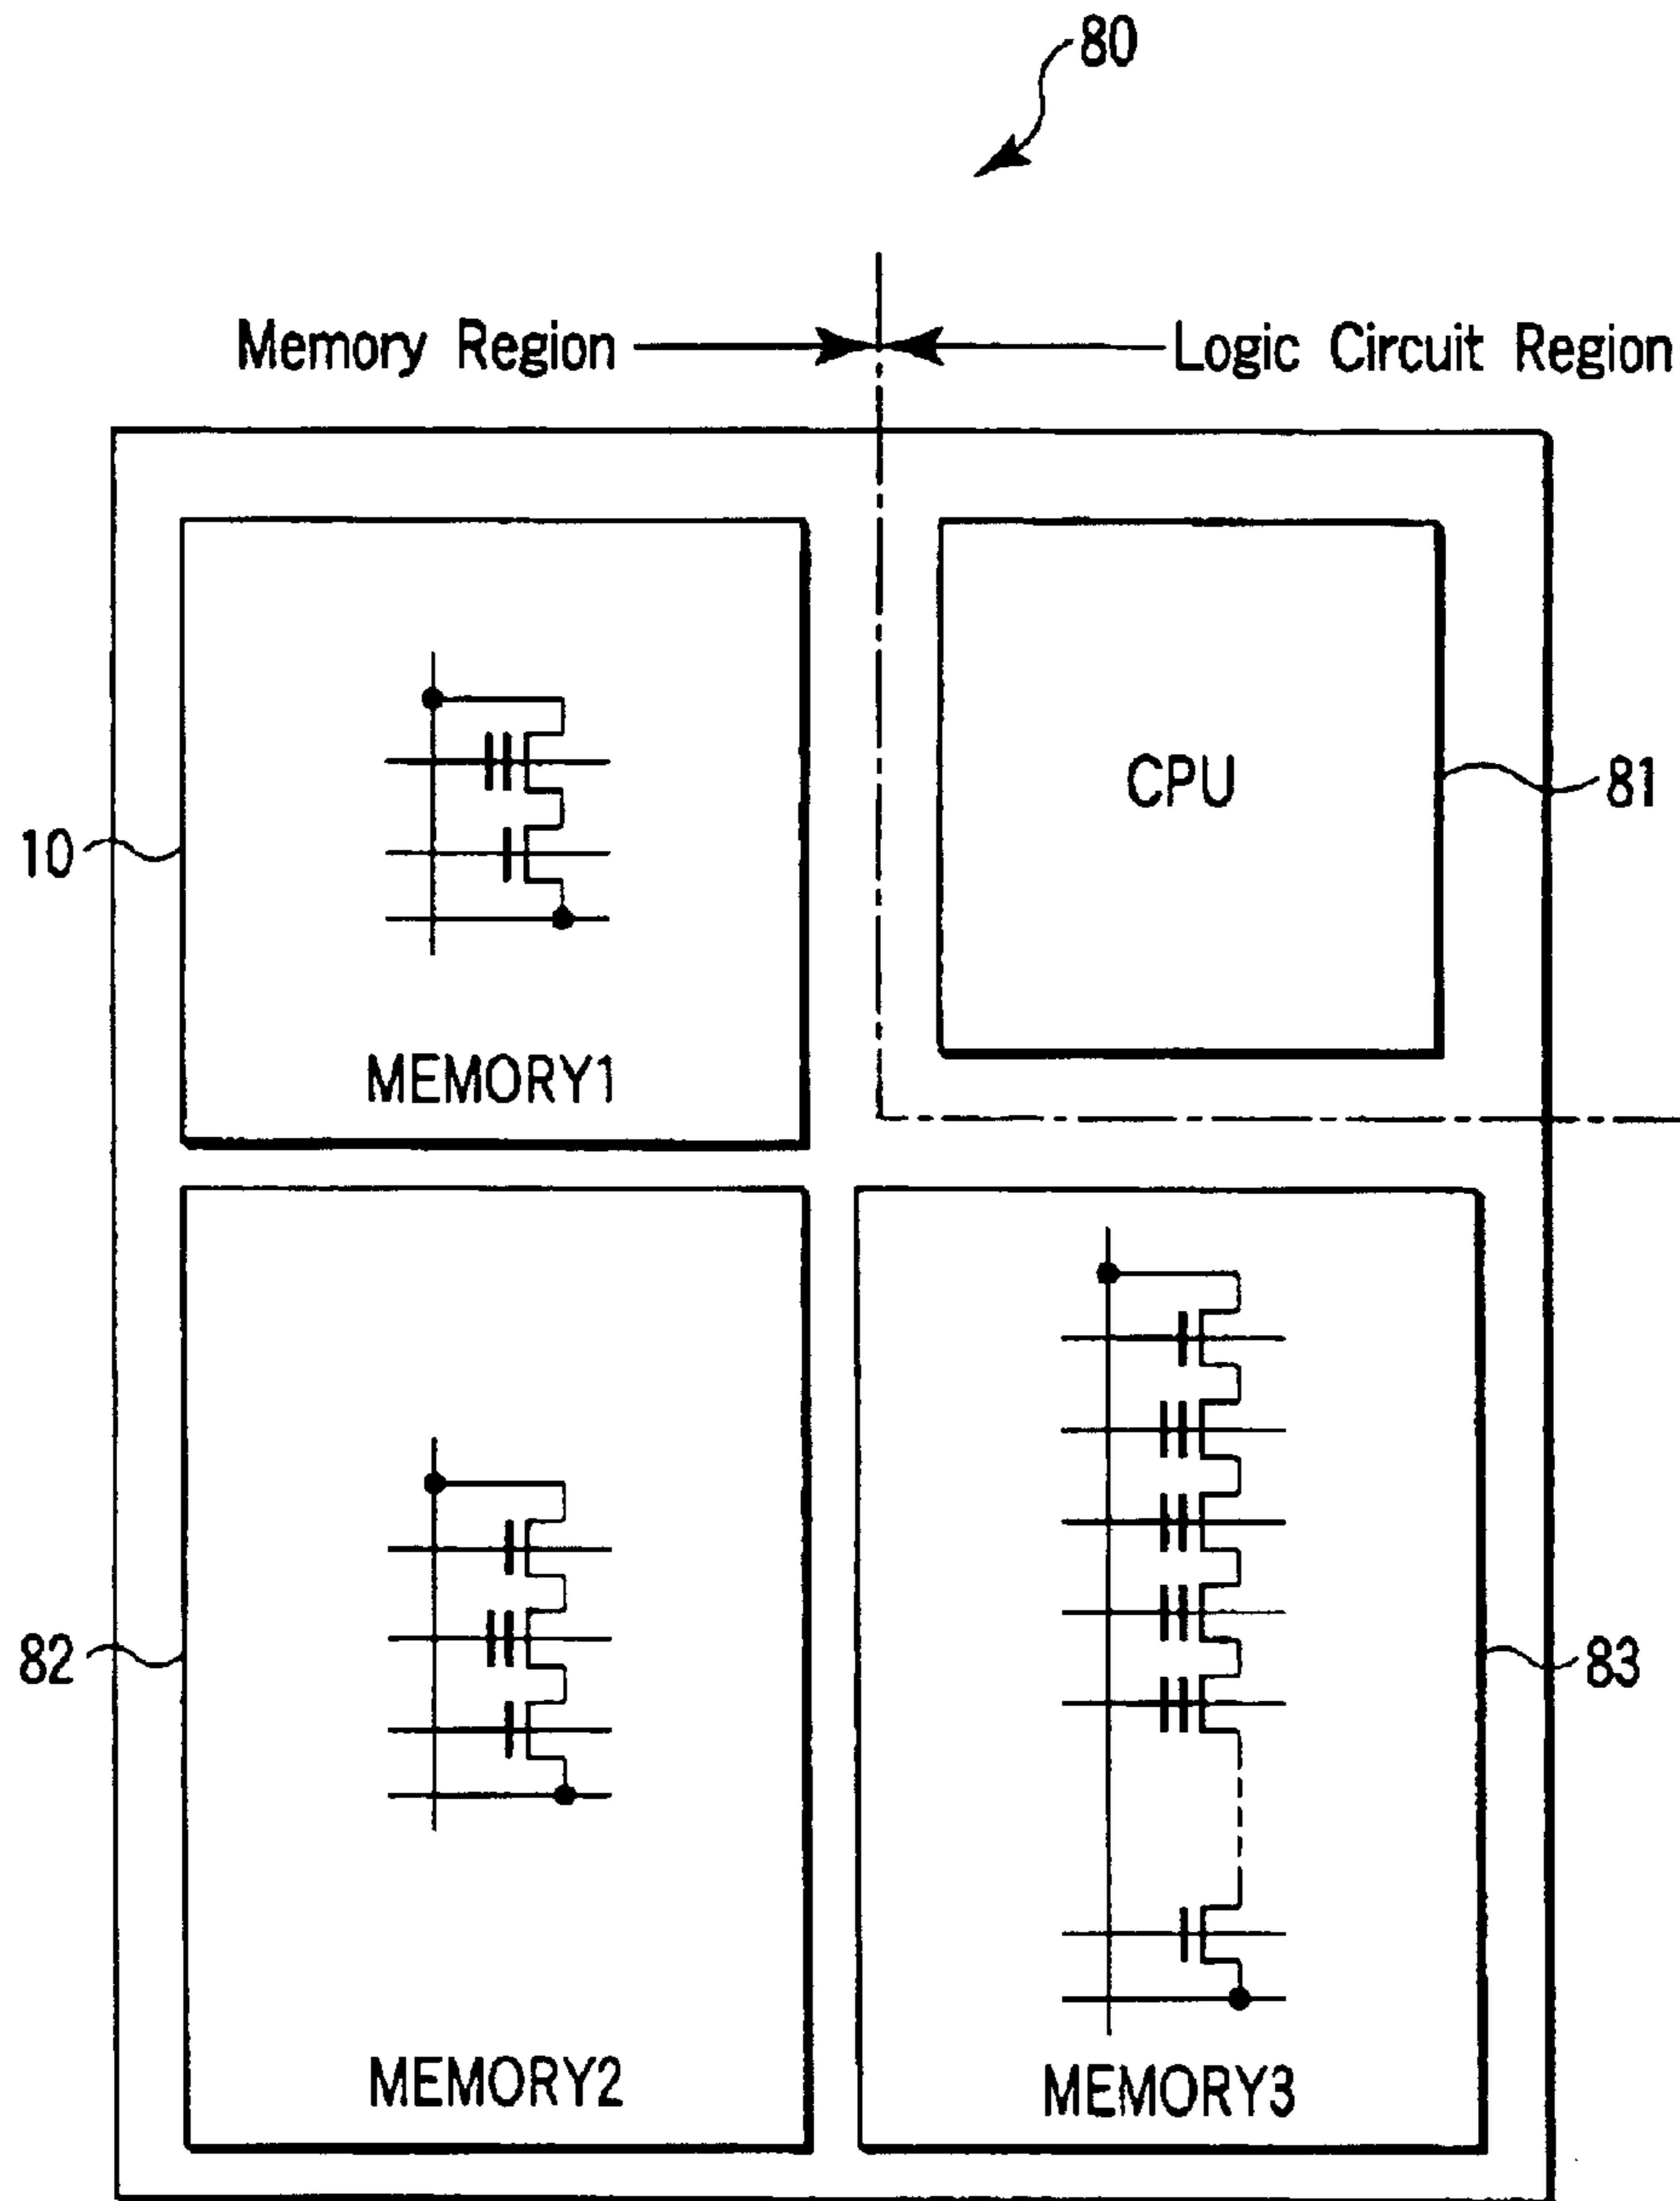 80
Memory Region
Logic Circuit Region
CPU
81
10
MEMORY1
82
83
MEMORY2
MEMORY3